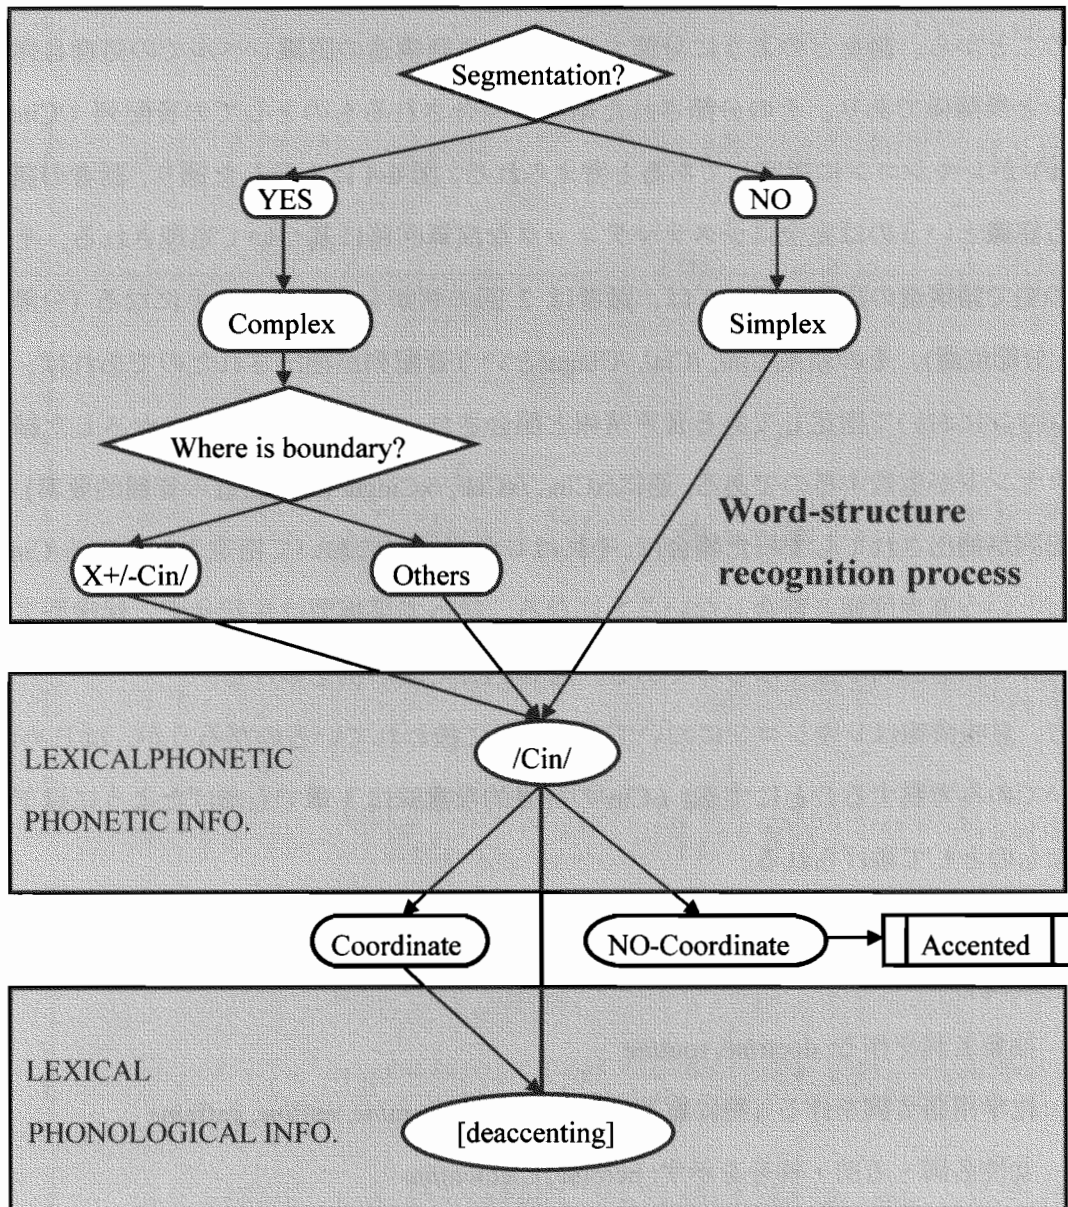 Segmentation?
YES
NO
Complex
Simplex
Where is boundary?
Word-structure
recognition process
X+/-Cin/
Others
LEXICALPHONETIC
PHONETIC INFO.
/Cin/
Coordinate
NO-Coordinate
Accented
LEXICAL
PHONOLOGICAL INFO.
[deaccenting]